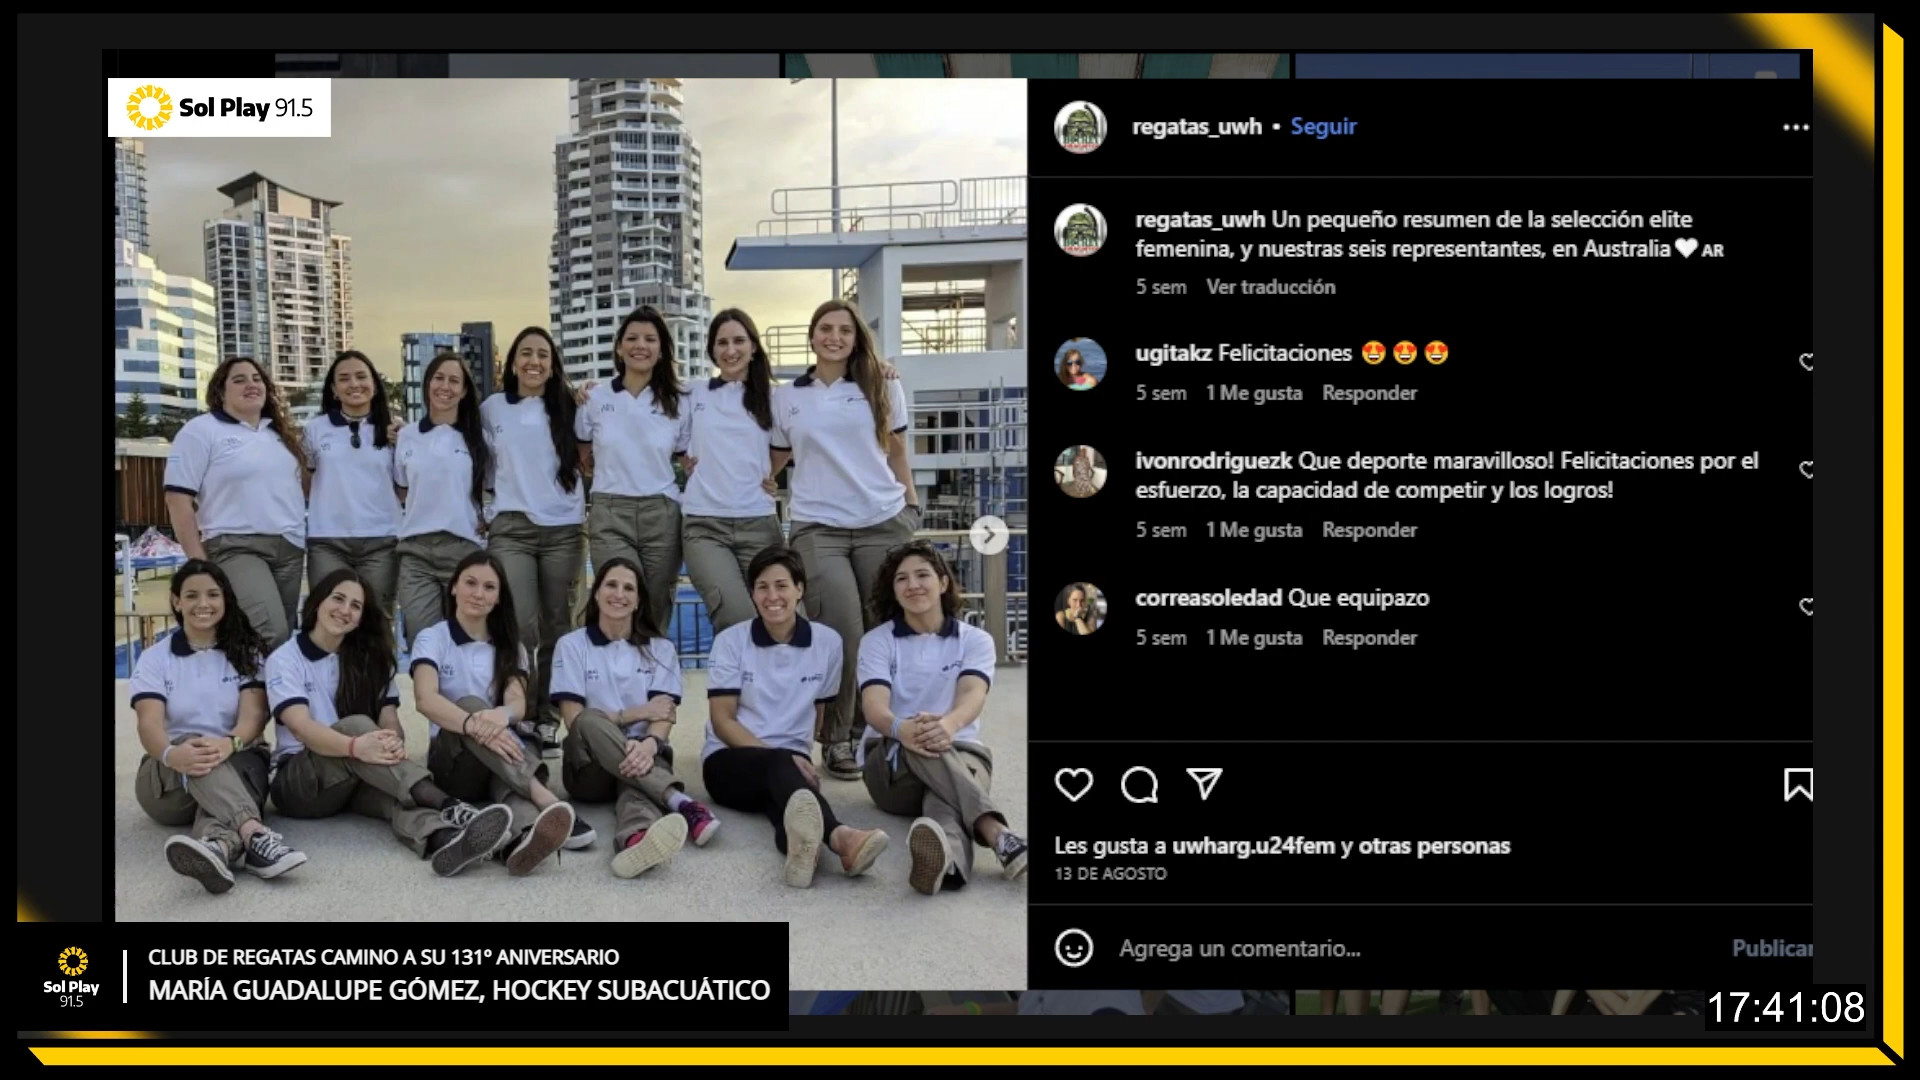 Sol Play 91.5
regatas_uwh • Seguir
regatas_uwh Un pequeño resumen de la selección elite
femenina, y nuestras seis representantes, en Australia🤍 AR
5 sem Ver traducción
ugitakz Felicitaciones 😍😍😍
5 sem 1 Me gusta Responder
ivonrodriguezk Que deporte maravilloso! Felicitaciones por el
esfuerzo, la capacidad de competir y los logros!
5 sem 1 Me gusta Responder
correasoledad Que equipazo
5 sem 1 Me gusta Responder
Les gusta a uwharg.u24fem y otras personas
13 DE AGOSTO
Agrega un comentario...
Publicar
Sol Play
91.5
CLUB DE REGATAS CAMINO A SU 131º ANIVERSARIO
MARÍA GUADALUPE GÓMEZ, HOCKEY SUBACUÁTICO
17:41:08